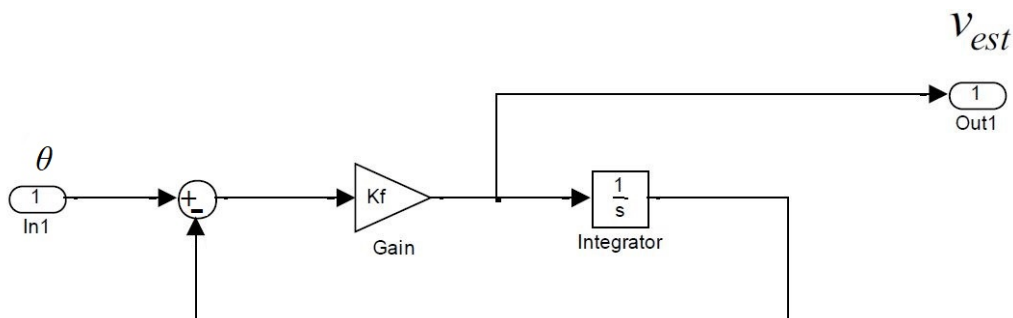 v_est
1
Out1
θ
1
In1
+
-
Kf
Gain
1
s
Integrator